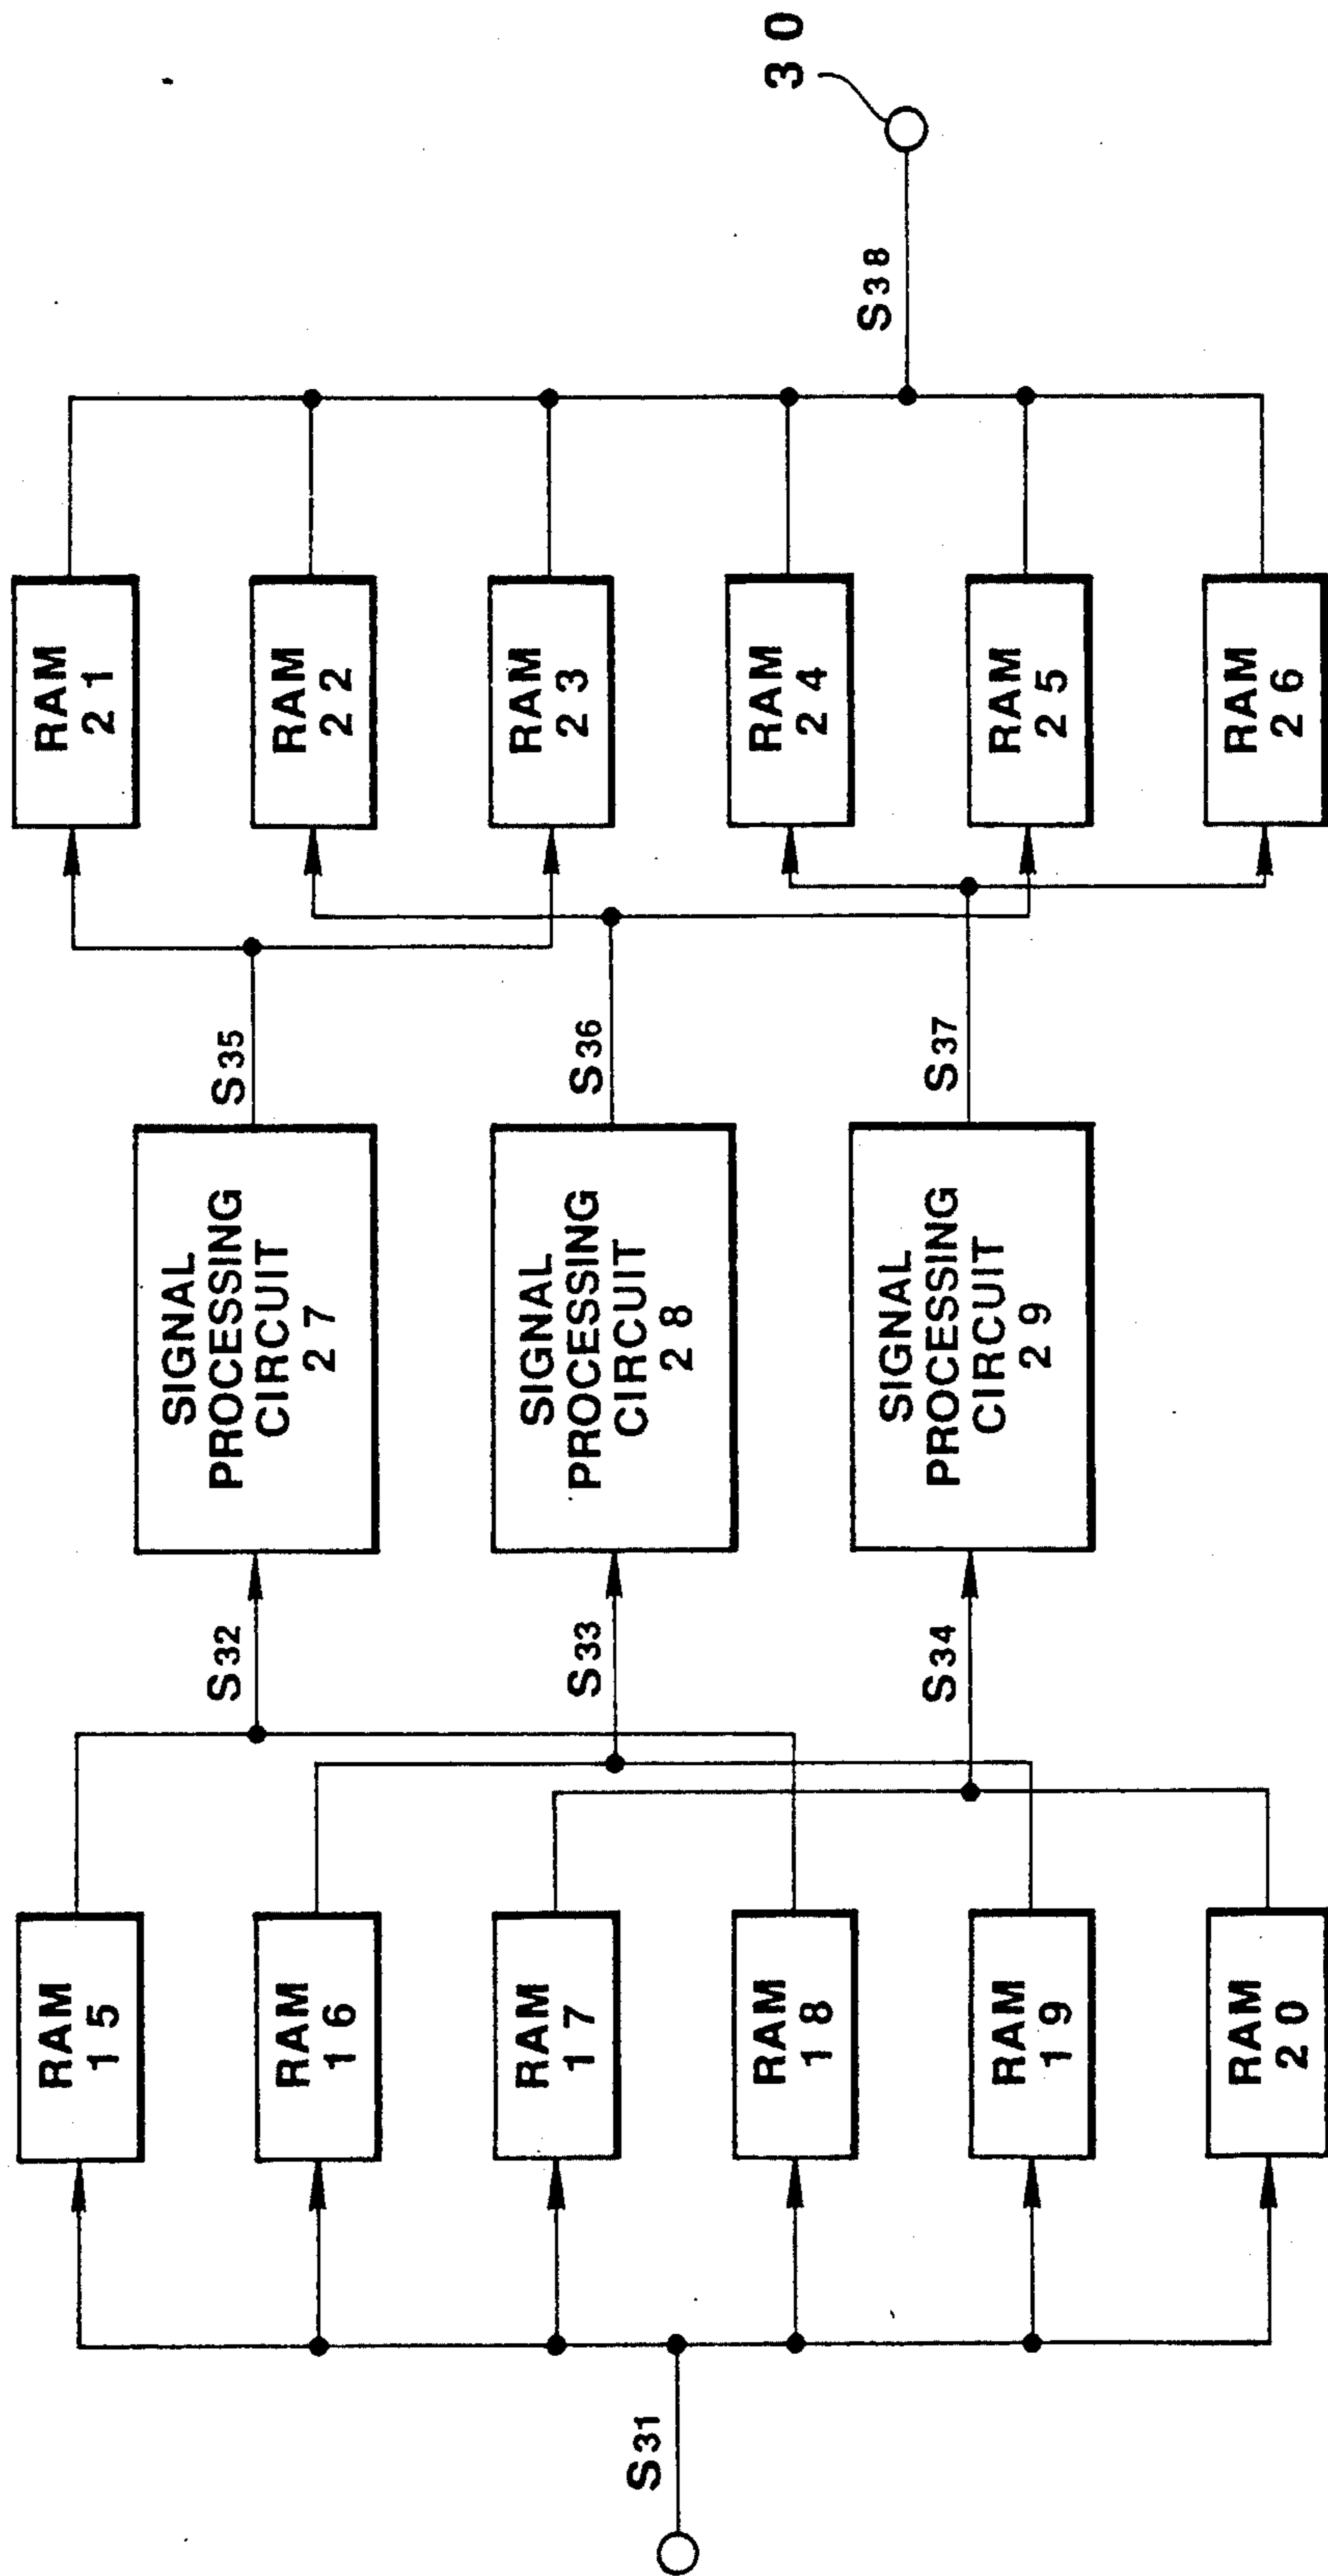 S31
RAM
15
RAM
16
RAM
17
RAM
18
RAM
19
RAM
20
S32
S33
S34
SIGNAL
PROCESSING
CIRCUIT
27
SIGNAL
PROCESSING
CIRCUIT
28
SIGNAL
PROCESSING
CIRCUIT
29
S35
S36
S37
RAM
21
RAM
22
RAM
23
RAM
24
RAM
25
RAM
26
S38
30